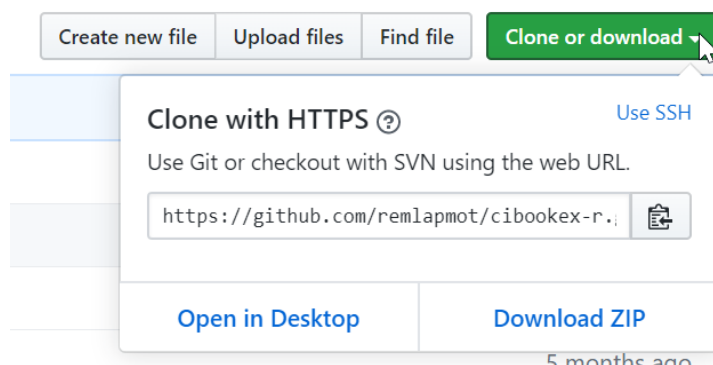 Create new file Upload files Find file Clone or download
Clone with HTTPS Use SSH
Use Git or checkout with SVN using the web URL.
https://github.com/remlapmot/cibookex-r.
Open in Desktop Download ZIP
5 months ago